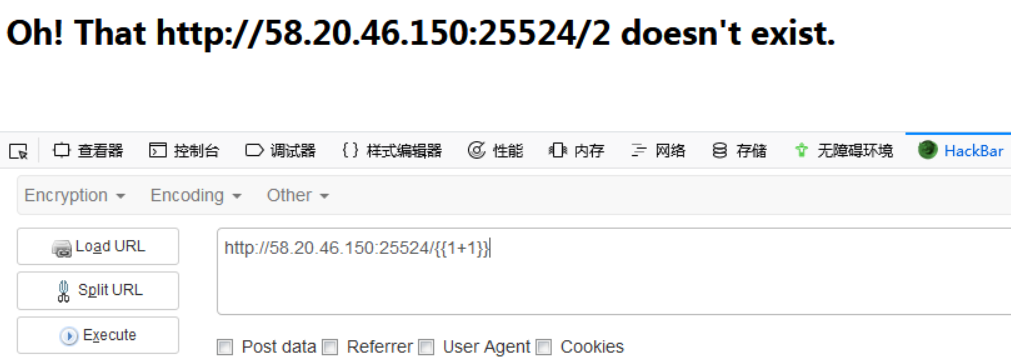 Oh! That http://58.20.46.150:25524/2 doesn't exist.
查看器 控制台 调试器 {} 样式编辑器 性能 内存 网络 存储 无障碍环境 HackBar
Encryption Encoding Other
Load URL http://58.20.46.150:25524/{{1+1}}
Split URL
Execute
Post data Referrer User Agent Cookies